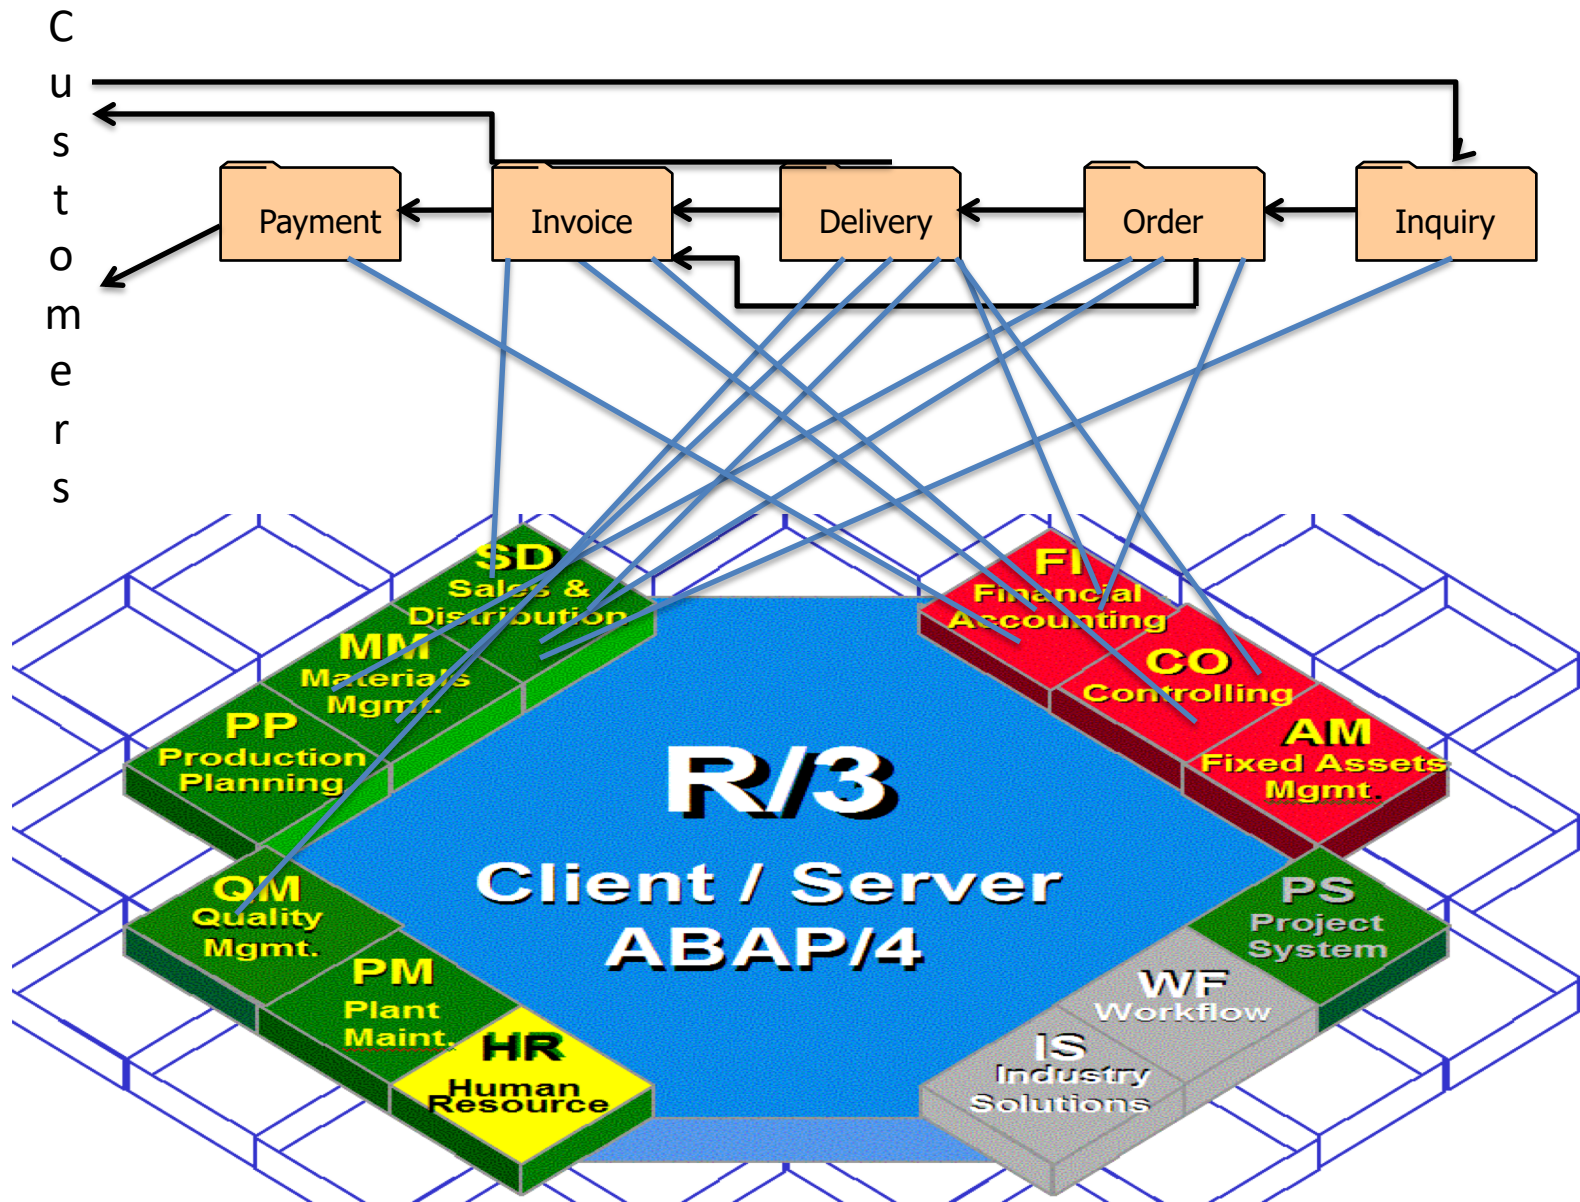 Customers
Payment
Invoice
Delivery
Order
Inquiry
SD
Sales &
Distribution
MM
Materials
Mgmt.
PP
Production
Planning
FI
Financial
Accounting
CO
Controlling
AM
Fixed Assets
Mgmt.
R/3
Client / Server
ABAP/4
QM
Quality
Mgmt.
PM
Plant
Maint.
HR
Human
Resource
PS
Project
System
WF
Workflow
IS
Industry
Solutions